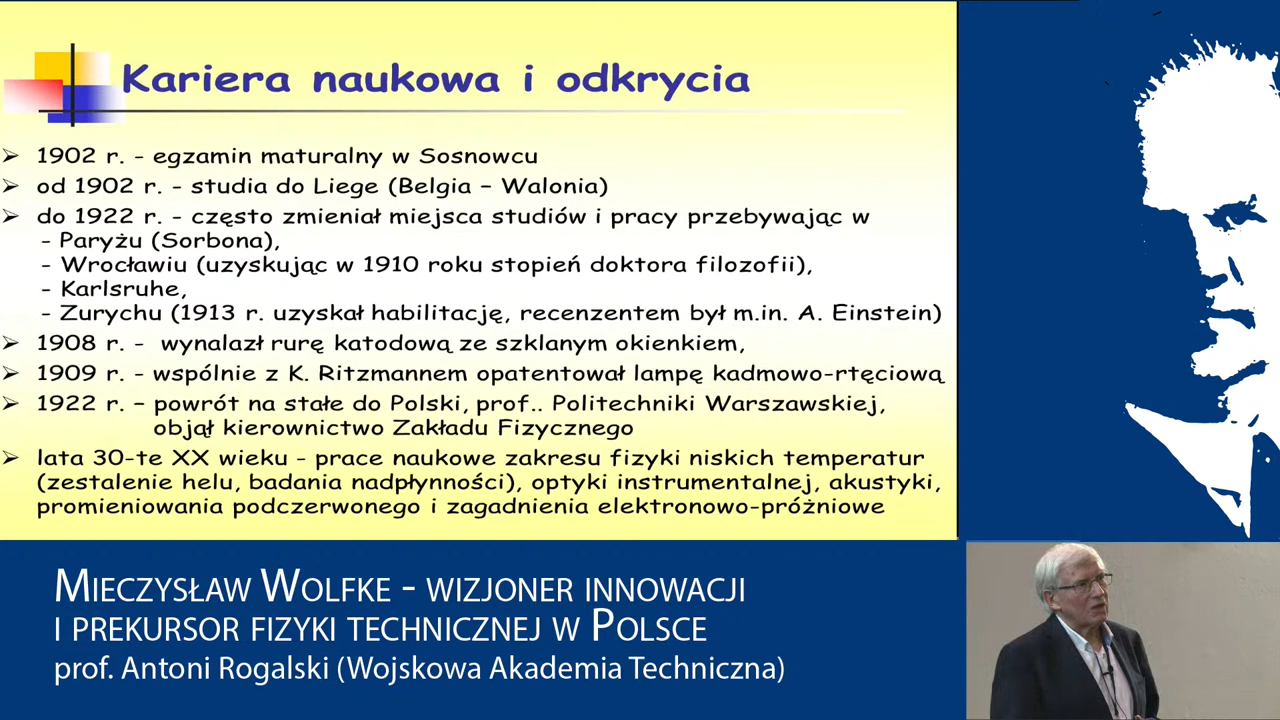 Kariera naukowa i odkrycia
1902 r. - egzamin maturalny w Sosnowcu
od 1902 r. - studia do Liege (Belgia – Walonia)
do 1922 r. - często zmieniał miejsca studiów i pracy przebywając w
- Paryżu (Sorbona),
- Wrocławiu (uzyskując w 1910 roku stopień doktora filozofii),
- Karlsruhe,
- Zurychu (1913 r. uzyskał habilitację, recenzentem był m.in. A. Einstein)
1908 r. - wynalazł rurę katodową ze szklanym okienkiem,
1909 r. - wspólnie z K. Ritzmannem opatentował lampę kadmowo-rtęciową
1922 r. – powrót na stałe do Polski, prof.. Politechniki Warszawskiej,
objął kierownictwo Zakładu Fizycznego
lata 30-te XX wieku - prace naukowe zakresu fizyki niskich temperatur
(zestalenie helu, badania nadpłynności), optyki instrumentalnej, akustyki,
promieniowania podczerwonego i zagadnienia elektronowo-próżniowe
Mieczysław Wolfke - wizjoner innowacji
i prekursor fizyki technicznej w Polsce
prof. Antoni Rogalski (Wojskowa Akademia Techniczna)